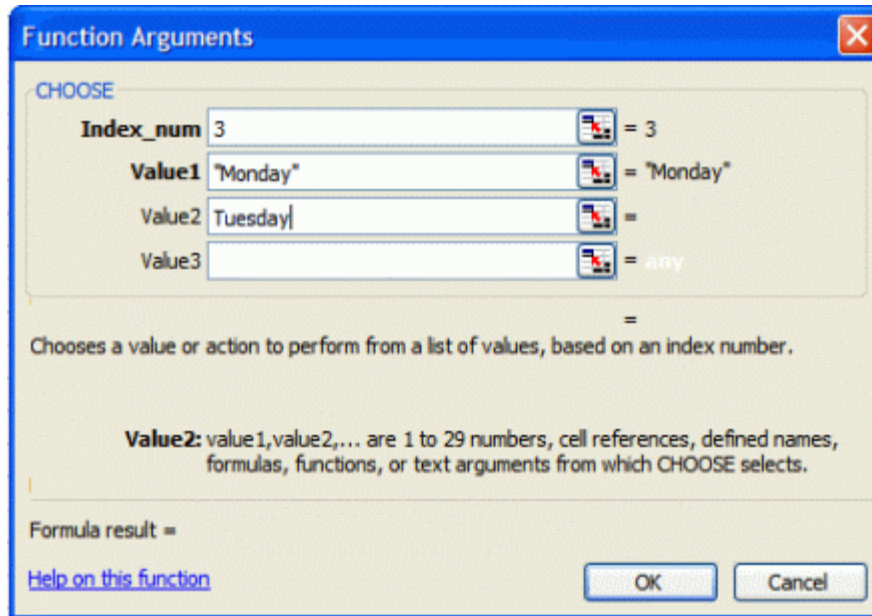 Function Arguments
CHOOSE
Index_num 3 = 3
Value1 "Monday" = "Monday"
Value2 Tuesday =
Value3 = any
=
Chooses a value or action to perform from a list of values, based on an index number.
Value2: value1,value2,... are 1 to 29 numbers, cell references, defined names,
formulas, functions, or text arguments from which CHOOSE selects.
Formula result =
Help on this function OK Cancel